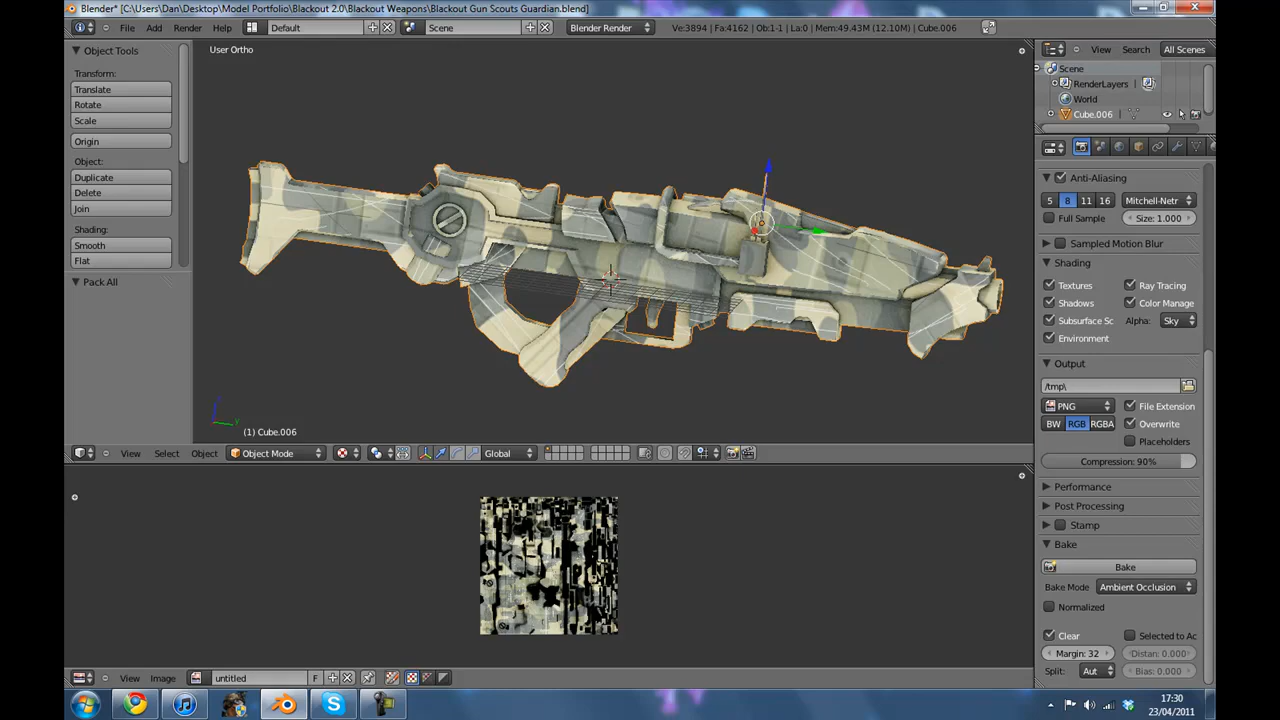 Blender* [C:\Users\Dan\Desktop\Model Portfolio\Blackout 2.0\Blackout Weapons\Blackout Gun Scouts Guardian.blend]
File Add Render Help Default Scene Blender Render Ve:3894 | Fa:4162 | Ob:1-1 | La:0 | Mem:49.43M (12.10M) | Cube.006
View Search All Scenes
Object Tools
User Ortho
Scene
Transform:
RenderLayers
Translate
World
Rotate
Cube.006
Scale
Origin
Object:
Anti-Aliasing
Duplicate
5 8 11 16 Mitchell-Netr
Delete
Full Sample Size: 1.000
Join
Sampled Motion Blur
Shading:
Shading
Smooth
Textures Ray Tracing
Flat
Shadows Color Manage
Pack All
Subsurface Sc Alpha: Sky
Environment
Output
/tmp\
PNG File Extension
BW RGB RGBA Overwrite
(1) Cube.006
Placeholders
View Select Object Object Mode Global
Compression: 90%
Performance
Post Processing
Stamp
Bake
Bake
Bake Mode Ambient Occlusion
Normalized
Clear Selected to Ac
Margin: 32 Distan: 0.000
Split: Aut Bias: 0.000
View Image untitled F
17:30
23/04/2011